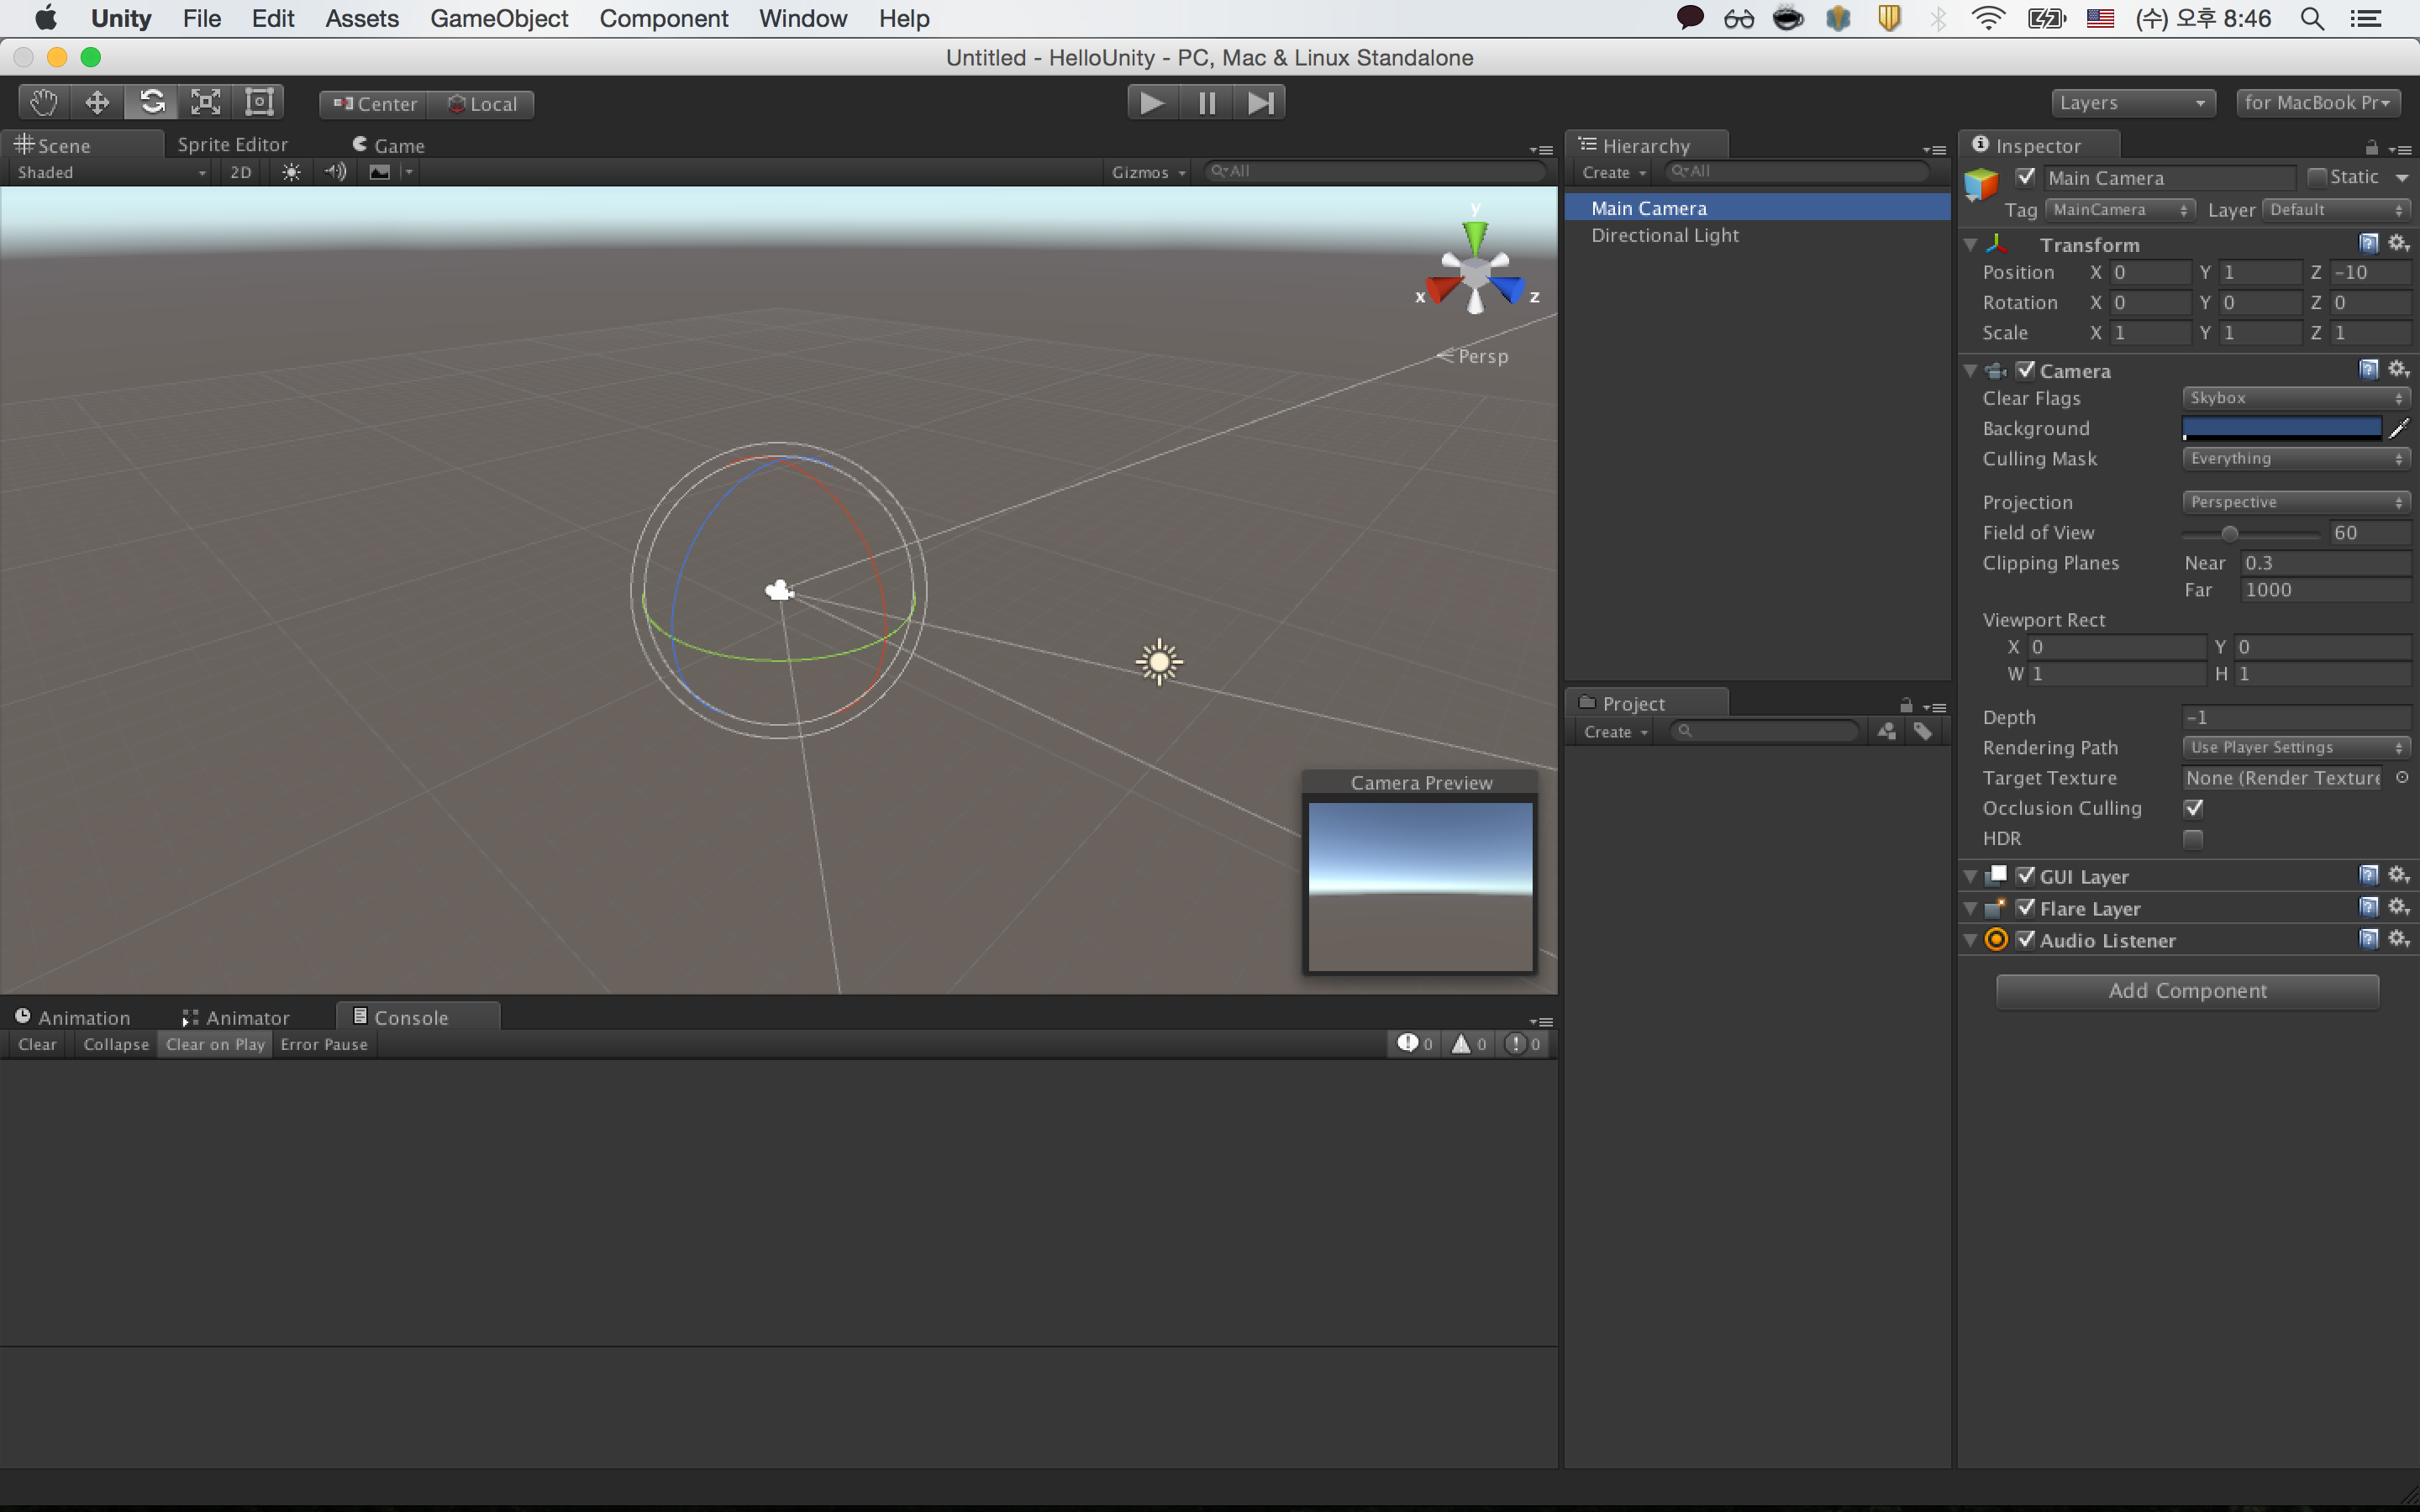 Unity File Edit Assets GameObject Component Window Help (수) 오후 8:46
Untitled - HelloUnity - PC, Mac & Linux Standalone
Center Local Layers for MacBook Pr
Scene Sprite Editor Game
Shaded 2D Gizmos All
y
x z
Persp
Camera Preview
Animation Animator Console
Clear Collapse Clear on Play Error Pause 0 0 0
Hierarchy
Create All
Main Camera
Directional Light
Project
Create
Inspector
Main Camera Static
Tag MainCamera Layer Default
Transform
Position X 0 Y 1 Z -10
Rotation X 0 Y 0 Z 0
Scale X 1 Y 1 Z 1
Camera
Clear Flags Skybox
Background
Culling Mask Everything
Projection Perspective
Field of View 60
Clipping Planes Near 0.3
Far 1000
Viewport Rect
X 0 Y 0
W 1 H 1
Depth -1
Rendering Path Use Player Settings
Target Texture None (Render Texture
Occlusion Culling
HDR
GUI Layer
Flare Layer
Audio Listener
Add Component